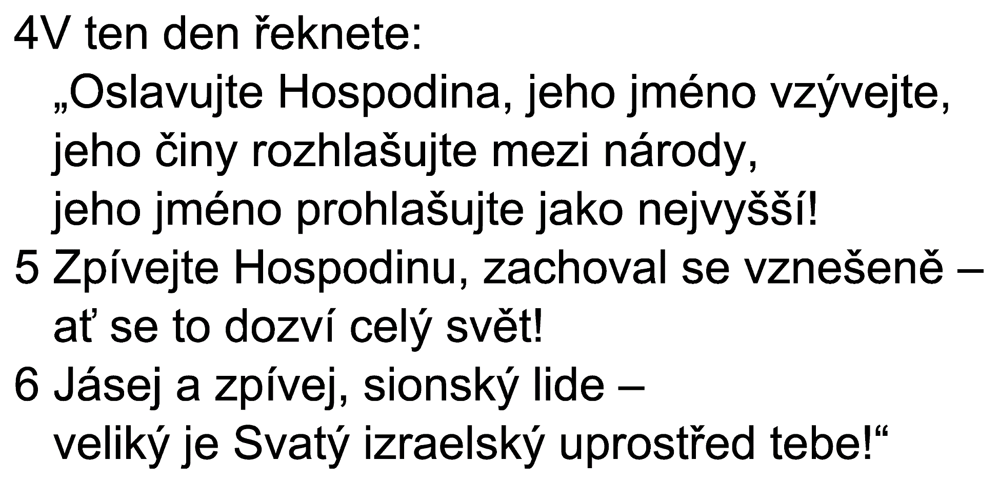 4V ten den řeknete:
„Oslavujte Hospodina, jeho jméno vzývejte,
jeho činy rozhlašujte mezi národy,
jeho jméno prohlašujte jako nejvyšší!
5 Zpívejte Hospodinu, zachoval se vznešeně –
ať se to dozví celý svět!
6 Jásej a zpívej, sionský lide –
veliký je Svatý izraelský uprostřed tebe!“